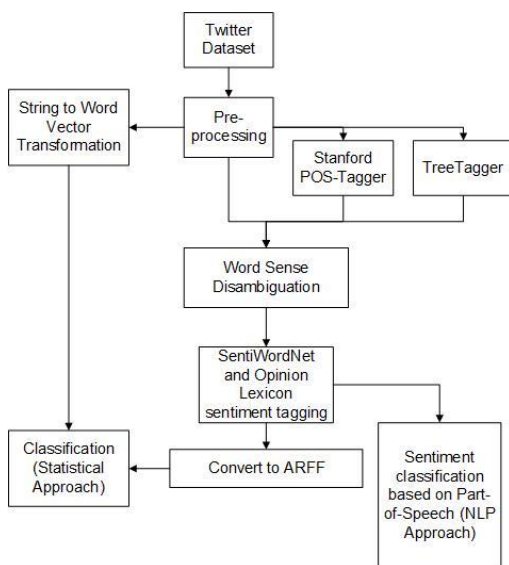 Twitter
Dataset
String to Word
Vector
Transformation
Pre-
processing
Stanford
POS-Tagger
TreeTagger
Word Sense
Disambiguation
SentiWordNet
and Opinion
Lexicon
sentiment tagging
Classification
(Statistical
Approach)
Convert to ARFF
Sentiment
classification
based on Part-
of-Speech (NLP
Approach)